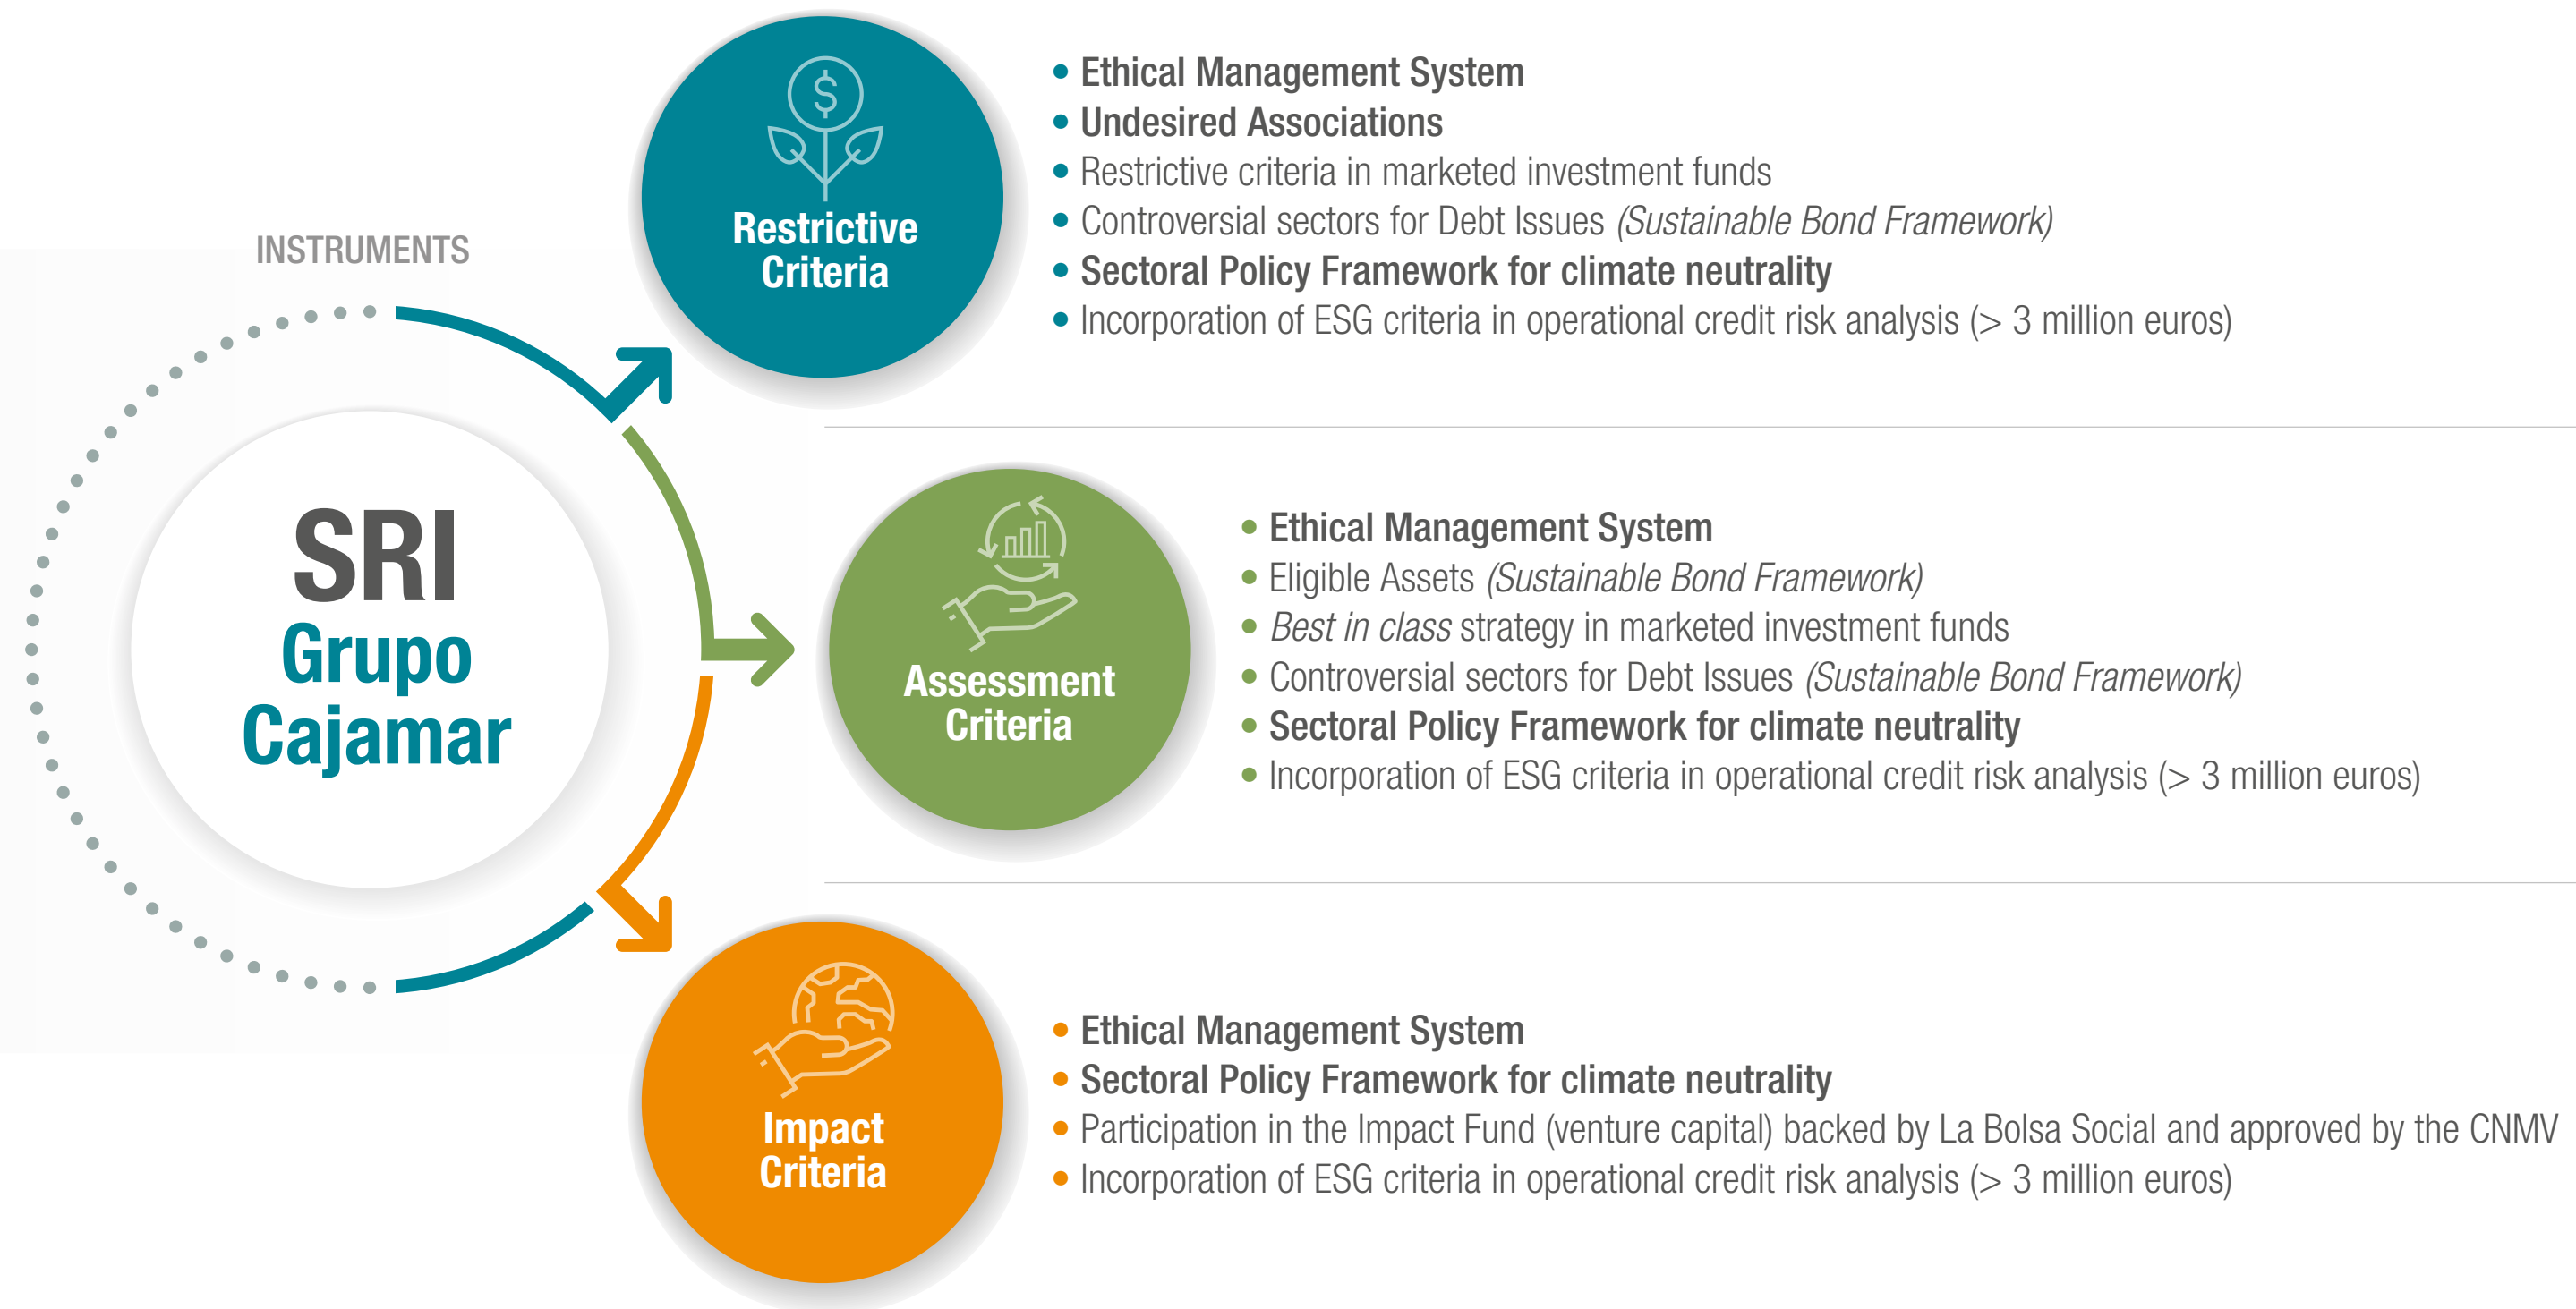 INSTRUMENTS
SRI
Grupo
Cajamar
Restrictive
Criteria
• Ethical Management System
• Undesired Associations
• Restrictive criteria in marketed investment funds
• Controversial sectors for Debt Issues (Sustainable Bond Framework)
• Sectoral Policy Framework for climate neutrality
• Incorporation of ESG criteria in operational credit risk analysis (> 3 million euros)
Assessment
Criteria
• Ethical Management System
• Eligible Assets (Sustainable Bond Framework)
• Best in class strategy in marketed investment funds
• Controversial sectors for Debt Issues (Sustainable Bond Framework)
• Sectoral Policy Framework for climate neutrality
• Incorporation of ESG criteria in operational credit risk analysis (> 3 million euros)
Impact
Criteria
• Ethical Management System
• Sectoral Policy Framework for climate neutrality
• Participation in the Impact Fund (venture capital) backed by La Bolsa Social and approved by the CNMV
• Incorporation of ESG criteria in operational credit risk analysis (> 3 million euros)